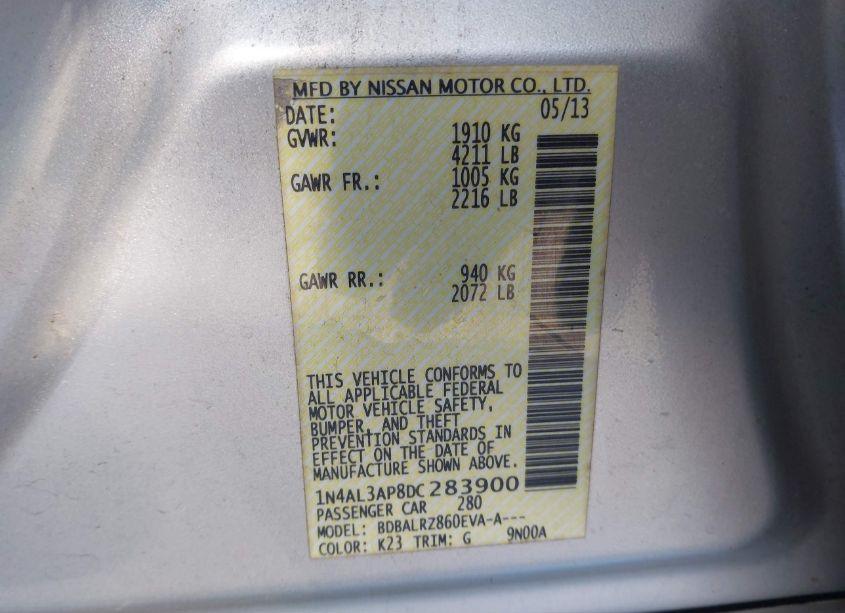 MFD BY NISSAN MOTOR CO., LTD.
DATE: 05/13
GVWR: 1910 KG
4211 LB
GAWR FR.: 1005 KG
2216 LB
GAWR RR.: 940 KG
2072 LB
THIS VEHICLE CONFORMS TO
ALL APPLICABLE FEDERAL
MOTOR VEHICLE SAFETY,
BUMPER, AND THEFT
PREVENTION STANDARDS IN
EFFECT ON THE DATE OF
MANUFACTURE SHOWN ABOVE.
1N4AL3AP8DC283900
PASSENGER CAR 280
MODEL: BDBALRZ860EVA-A---
COLOR: K23 TRIM: G 9N00A